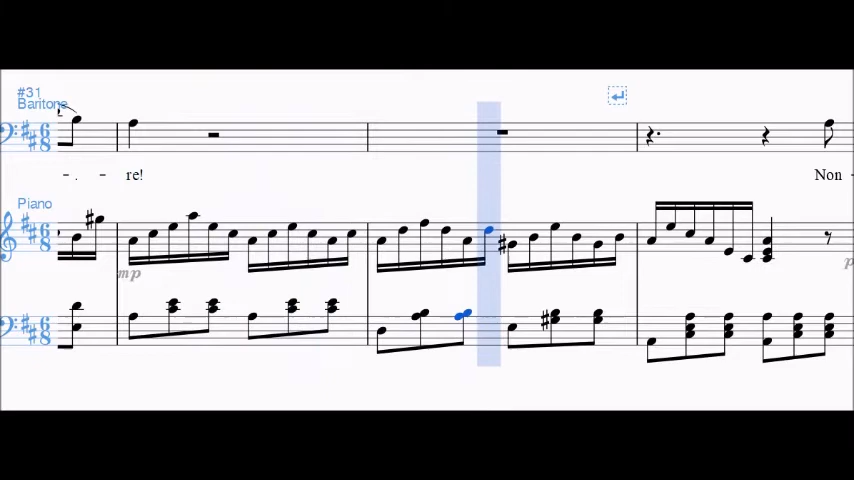 #31
Baritone
- . - re!
Non -
Piano
mp
p